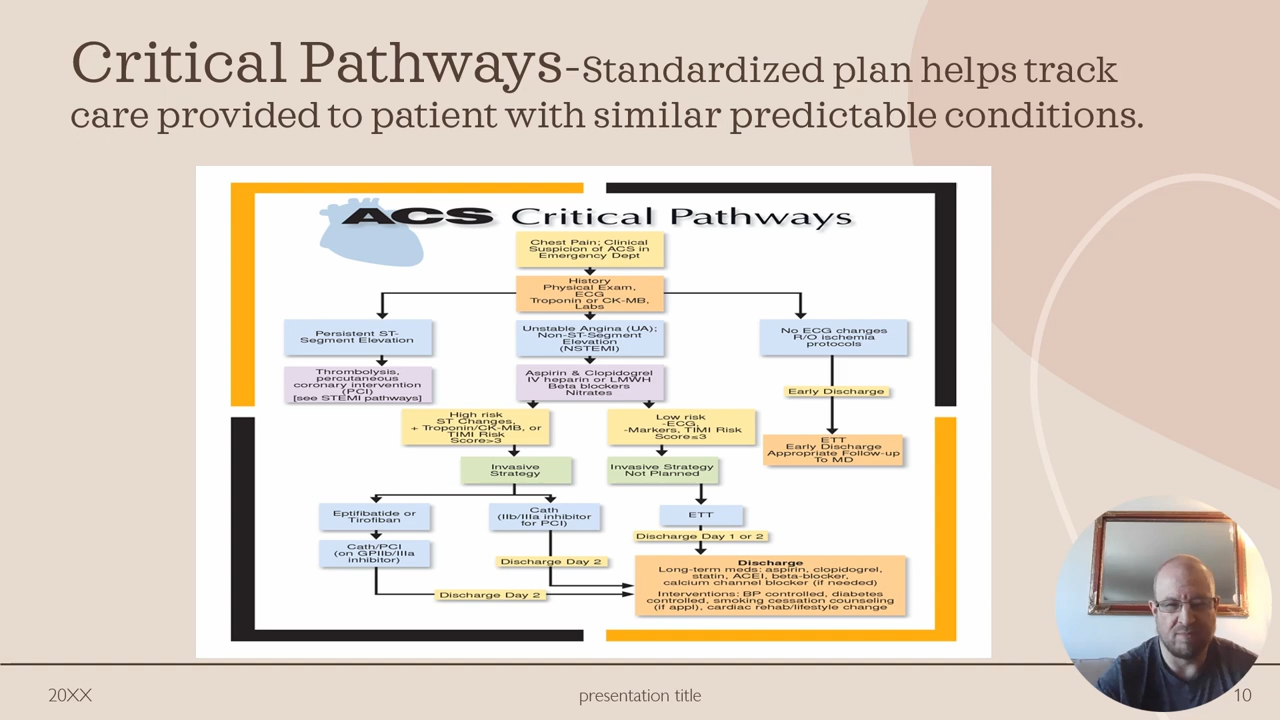 Critical Pathways-Standardized plan helps track
care provided to patient with similar predictable conditions.
ACS Critical Pathways
Chest Pain; Clinical
Suspicion of ACS in
Emergency Dept
History
Physical Exam,
ECG
Troponin or CK-MB,
Labs
Persistent ST-
Segment Elevation
Unstable Angina (UA);
Non-ST-Segment
Elevation
(NSTEMI)
No ECG changes
R/O ischemia
protocols
Thrombolysis,
percutaneous
coronary intervention
(PCI)
[see STEMI pathways]
Aspirin & Clopidogrel
IV heparin or LMWH
Beta blockers
Nitrates
Early Discharge
High risk
ST Changes,
+ Troponin/CK-MB, or
TIMI Risk
Score>3
Low risk
-ECG,
-Markers, TIMI Risk
Score≤3
ETT
Early Discharge
Appropriate Follow-up
To MD
Invasive
Strategy
Invasive Strategy
Not Planned
Eptifibatide or
Tirofiban
Cath
(IIb/IIIa inhibitor
for PCI)
ETT
Discharge Day 1 or 2
Cath/PCI
(on GPIIb/IIIa
inhibitor)
Discharge Day 2
Discharge Day 2
Discharge
Long-term meds: aspirin, clopidogrel,
statin, ACEI, beta-blocker,
calcium channel blocker (if needed)
Interventions: BP controlled, diabetes
controlled, smoking cessation counseling
(if appl), cardiac rehab/lifestyle change
20XX
presentation title
10